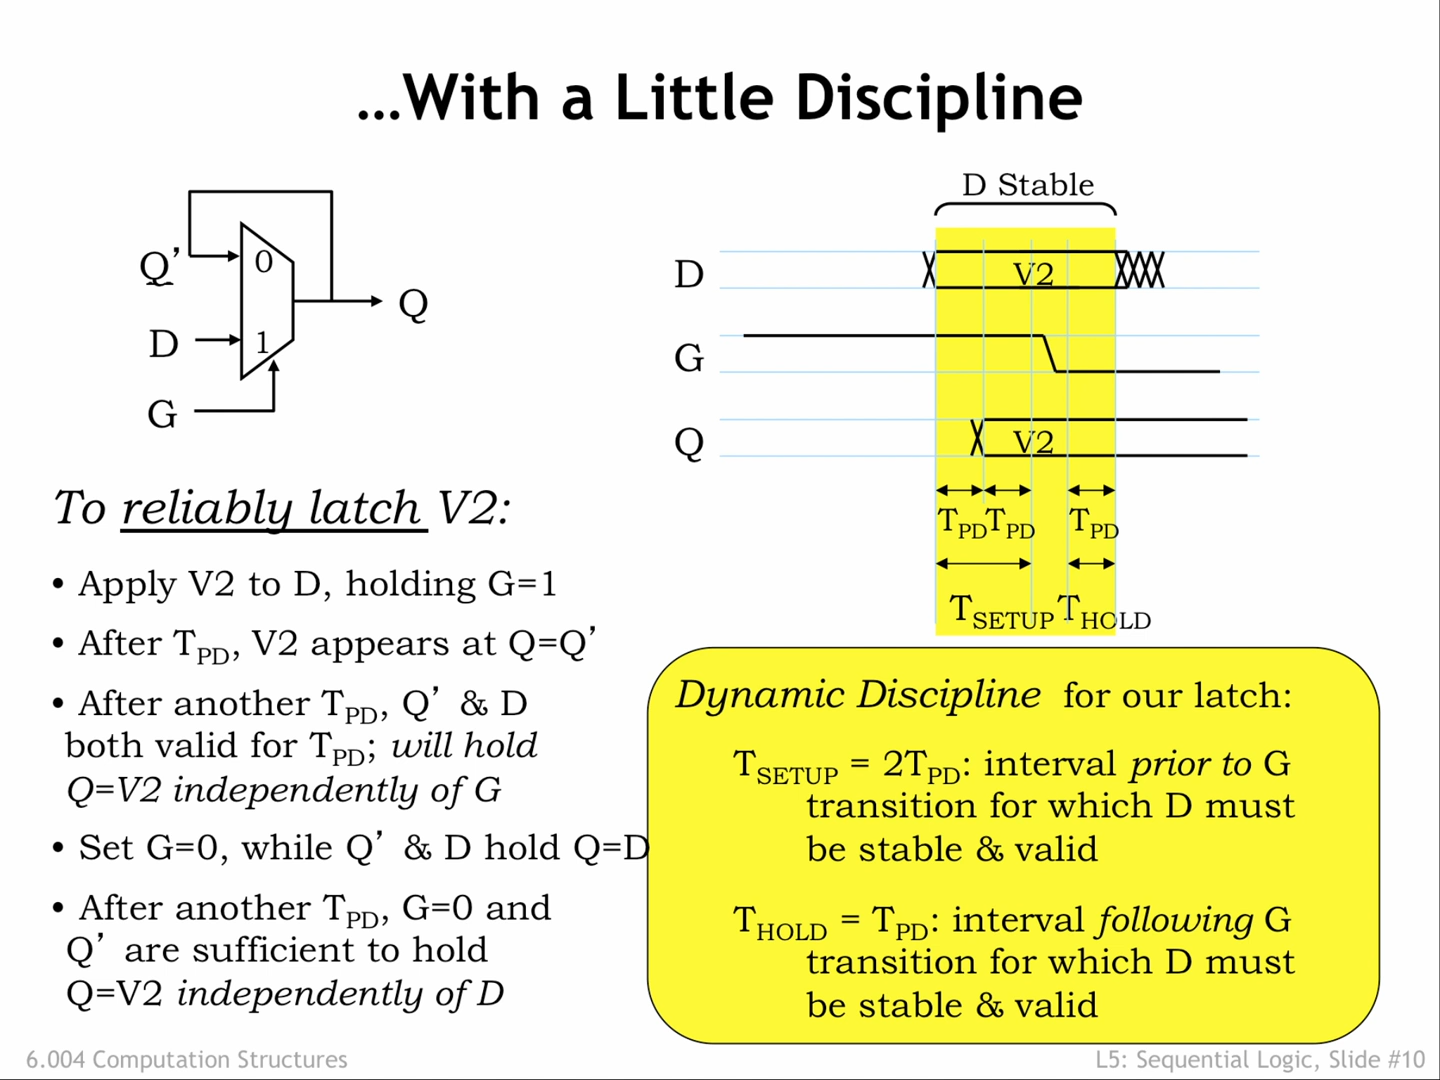 …With a Little Discipline
Q’
0
D
1
G
Q
D Stable
D
V2
G
Q
V2
TPD TPD TPD
TSETUP THOLD
To reliably latch V2:
• Apply V2 to D, holding G=1
• After TPD, V2 appears at Q=Q’
• After another TPD, Q’ & D
both valid for TPD; will hold
Q=V2 independently of G
• Set G=0, while Q’ & D hold Q=D
• After another TPD, G=0 and
Q’ are sufficient to hold
Q=V2 independently of D
Dynamic Discipline for our latch:
TSETUP = 2TPD: interval prior to G
transition for which D must
be stable & valid
THOLD = TPD: interval following G
transition for which D must
be stable & valid
6.004 Computation Structures
L5: Sequential Logic, Slide #10